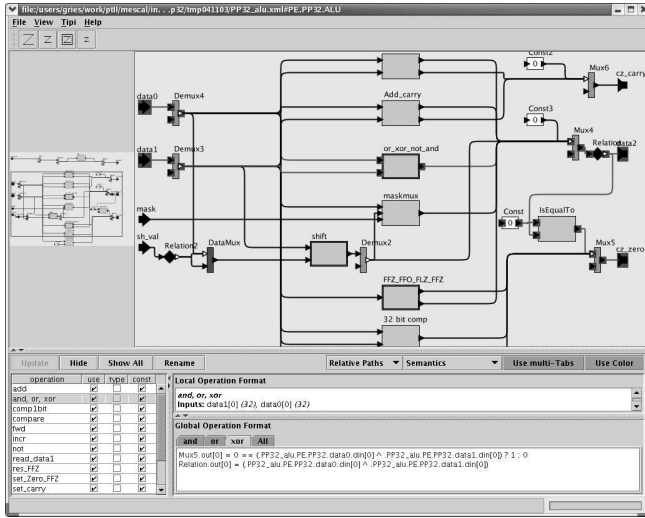 file:/users/gries/work/ptII/mescal/in. . .p32/tmp041103/PP32_alu.xml#PE.PP32.ALU
File View Tipi Help
Const2
Mux6
0
cz_carry
data0 Demux4
Add_carry
Const3
0
Mux4
data1 Demux3
or_xor_not_and
Relation data2
mask
maskmux
Const
IsEqualTo
0
sh_val
Relation2
DataMux
shift
Demux2
Mux5
cz_zero
FFZ_FFO_FLZ_FFZ
32 bit comp
Update Hide Show All Rename Relative Paths Semantics Use multi-Tabs Use Color
operation use type const
add
and, or, xor
comp1bit
compare
fwd
incr
not
read_data1
res_FFZ
set_Zero_FFZ
set_carry
Local Operation Format
and, or, xor
Inputs: data1[0] (32), data0[0] (32)
Global Operation Format
and or xor All
Mux5.out[0] = 0 == (.PP32_alu.PE.PP32.data0.din[0] ^ .PP32_alu.PE.PP32.data1.din[0]) ? 1 : 0
Relation.out[0] = (.PP32_alu.PE.PP32.data0.din[0] ^ .PP32_alu.PE.PP32.data1.din[0])